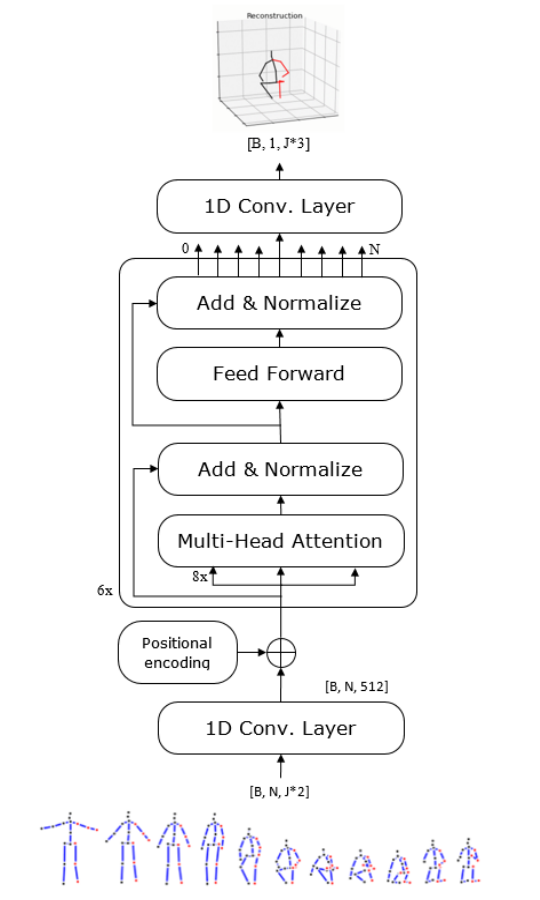 Reconstruction
[B, 1, J*3]
1D Conv. Layer
0
N
Add & Normalize
Feed Forward
Add & Normalize
Multi-Head Attention
8x
6x
Positional
encoding
[B, N, 512]
1D Conv. Layer
[B, N, J*2]